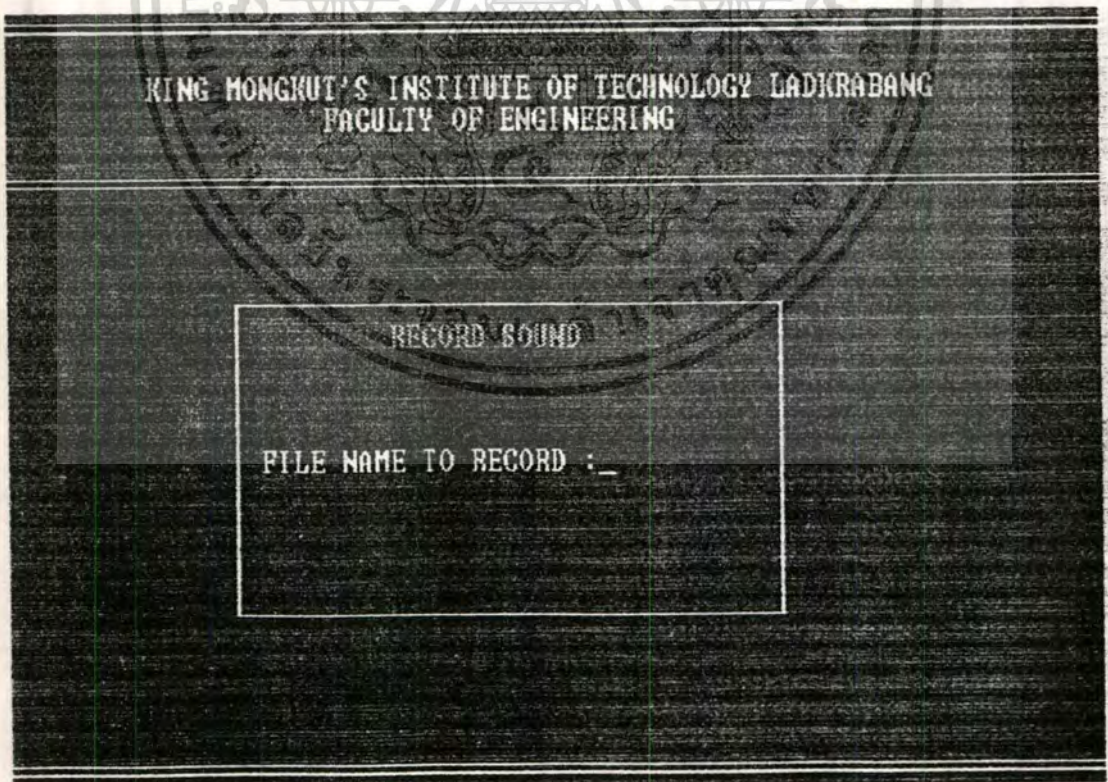 KING MONGKUT'S INSTITUTE OF TECHNOLOGY LADKRABANG
FACULTY OF ENGINEERING
RECORD SOUND
FILE NAME TO RECORD :_